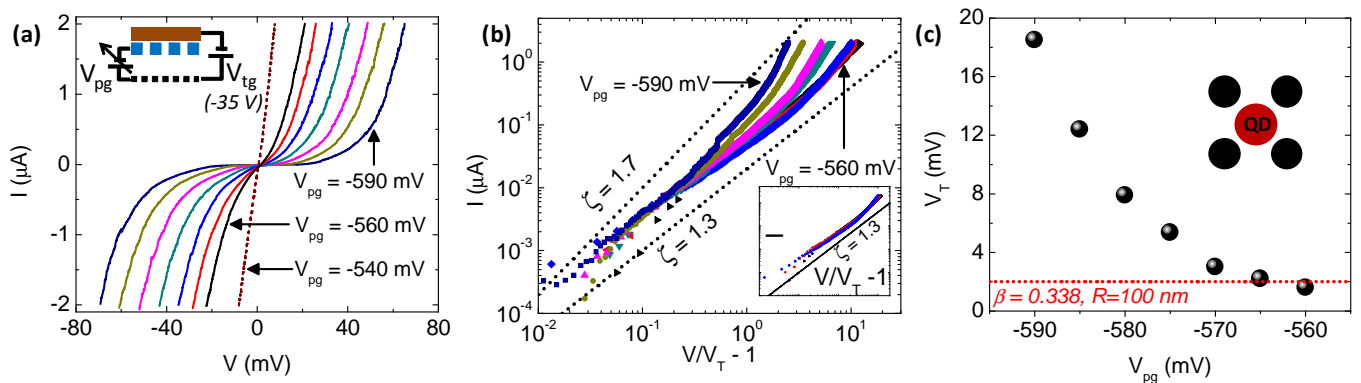 (a)
2
1
0
-1
-2
I (μA)
-80
-40
0
40
80
V (mV)
V_pg
V_tg
(-35 V)
V_pg = -590 mV
V_pg = -560 mV
V_pg = -540 mV
(b)
10^0
10^-1
10^-2
10^-3
10^-4
I (μA)
10^-2
10^-1
10^0
10^1
V/V_T - 1
V_pg = -590 mV
V_pg = -560 mV
ζ = 1.7
ζ = 1.3
ζ = 1.3
I
V/V_T - 1
(c)
20
16
12
8
4
0
V_T (mV)
-590
-580
-570
-560
V_pg (mV)
QD
β = 0.338, R=100 nm